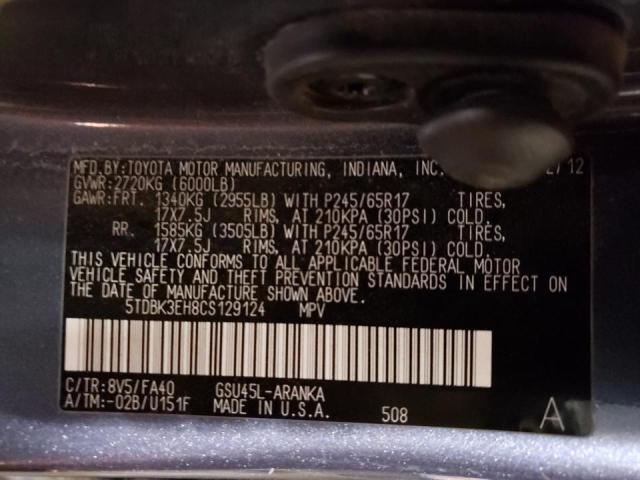 MFD.BY:TOYOTA MOTOR MANUFACTURING, INDIANA, INC. 2/12
GVWR:2720KG (6000LB)
GAWR:FRT. 1340KG (2955LB) WITH P245/65R17 TIRES,
17X7.5J RIMS, AT 210KPA (30PSI) COLD.
RR. 1585KG (3505LB) WITH P245/65R17 TIRES,
17X7.5J RIMS, AT 210KPA (30PSI) COLD.
THIS VEHICLE CONFORMS TO ALL APPLICABLE FEDERAL MOTOR
VEHICLE SAFETY AND THEFT PREVENTION STANDARDS IN EFFECT ON
THE DATE OF MANUFACTURE SHOWN ABOVE.
5TDBK3EH8CS129124 MPV
C/TR:8V5/FA40 GSU45L-ARANKA
A/TM:-02B/U151F MADE IN U.S.A. 508 A